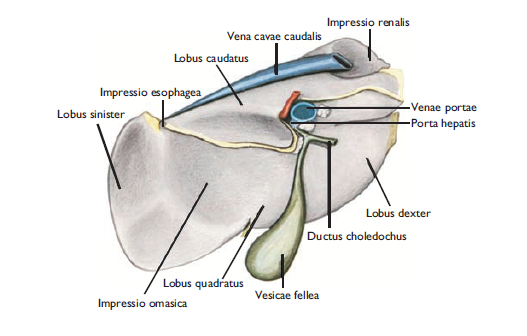 Impressio renalis
Vena cavae caudalis
Lobus caudatus
Impressio esophagea
Lobus sinister
Venae portae
Porta hepatis
Lobus dexter
Ductus choledochus
Lobus quadratus
Vesicae fellea
Impressio omasica